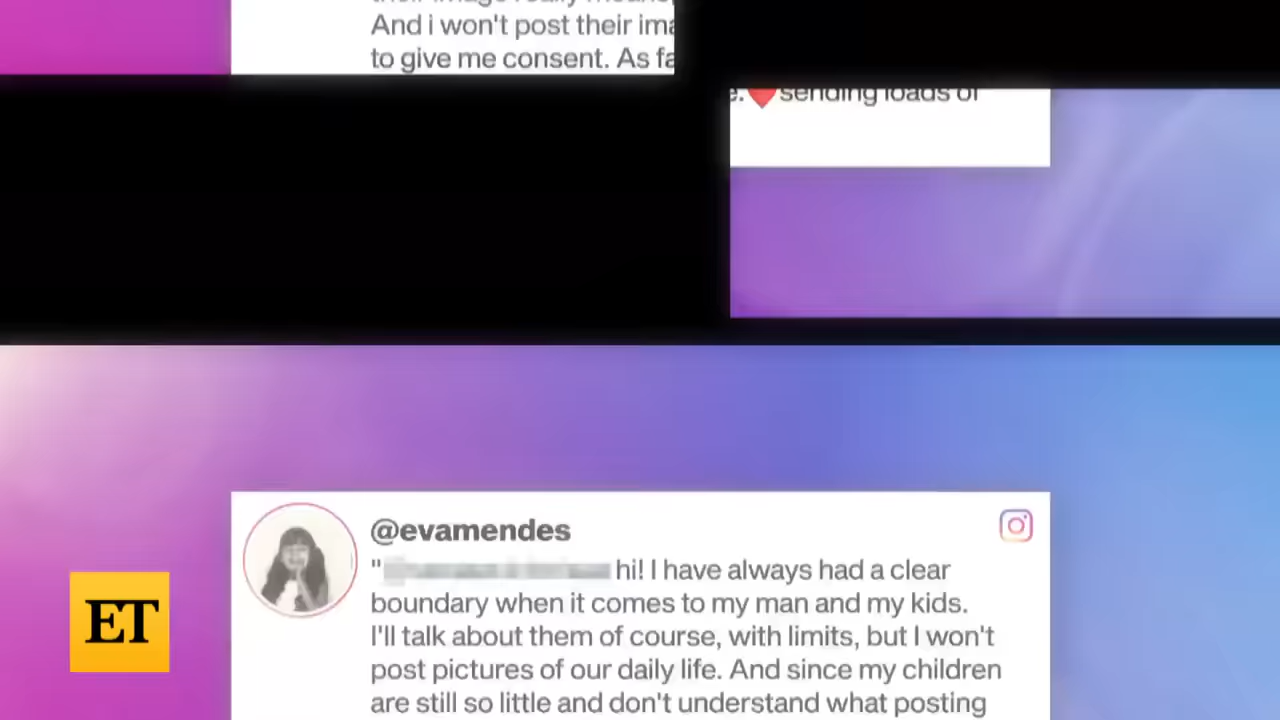 And i won't post their
to give me consent. As
sending loads of
@evamendes
" hi! I have always had a clear
boundary when it comes to my man and my kids.
I'll talk about them of course, with limits, but I won't
post pictures of our daily life. And since my children
are still so little and don't understand what posting
ET